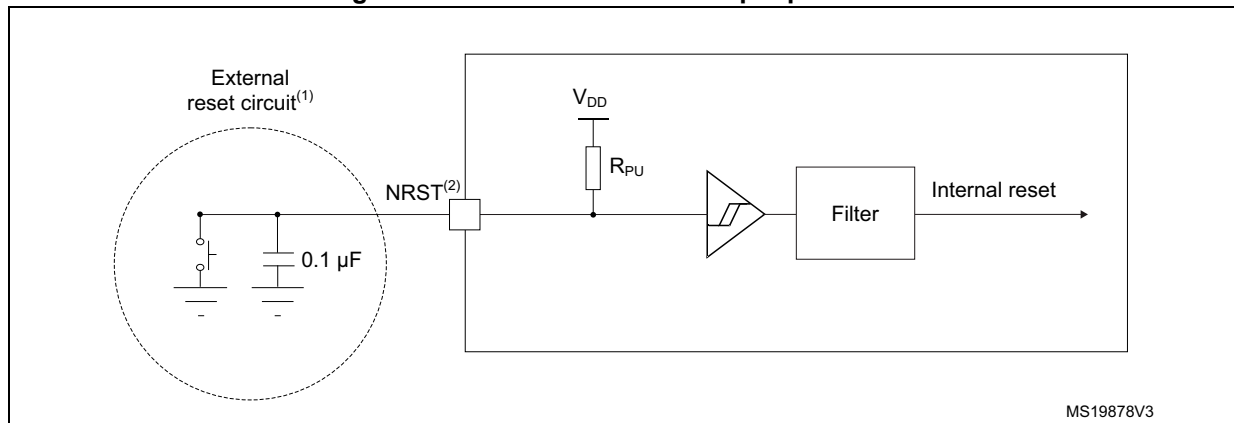 External
reset circuit(1)
VDD
RPU
NRST(2)
Filter
Internal reset
0.1 µF
MS19878V3